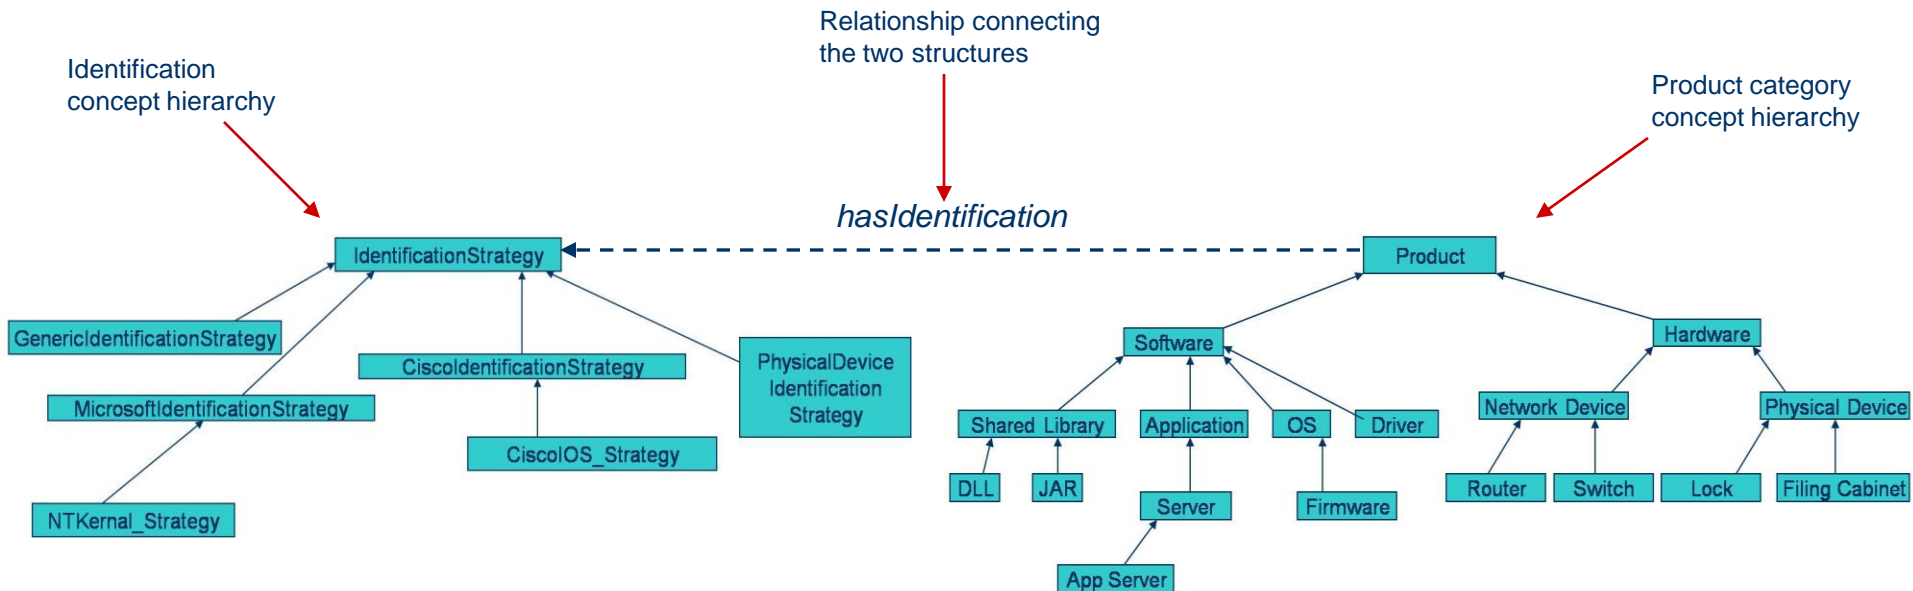 Relationship connecting
the two structures
Identification
concept hierarchy
Product category
concept hierarchy
hasIdentification
IdentificationStrategy
Product
GenericIdentificationStrategy
CiscoIdentificationStrategy
PhysicalDevice
Identification
Strategy
MicrosoftIdentificationStrategy
CiscoIOS_Strategy
NTKernal_Strategy
Software
Hardware
Shared Library
Application
OS
Driver
Network Device
Physical Device
DLL
JAR
Server
Firmware
Router
Switch
Lock
Filing Cabinet
App Server